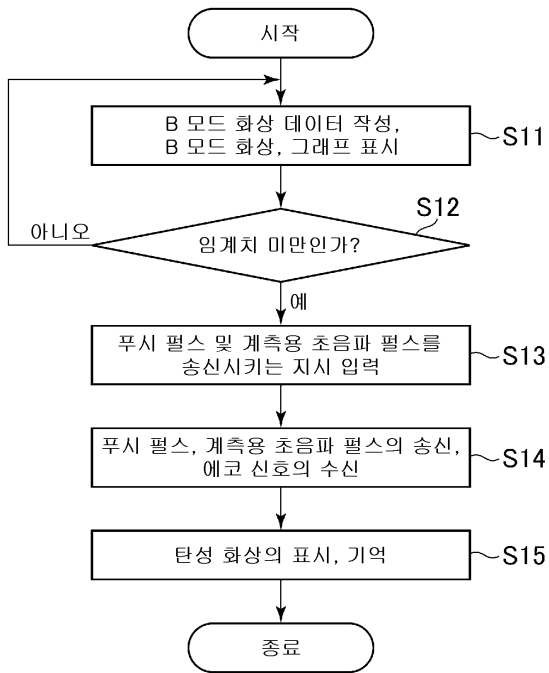 시작
B 모드 화상 데이터 작성,
B 모드 화상, 그래프 표시
S11
S12
임계치 미만인가?
아니오
예
푸시 펄스 및 계측용 초음파 펄스를
송신시키는 지시 입력
S13
푸시 펄스, 계측용 초음파 펄스의 송신,
에코 신호의 수신
S14
탄성 화상의 표시, 기억
S15
종료